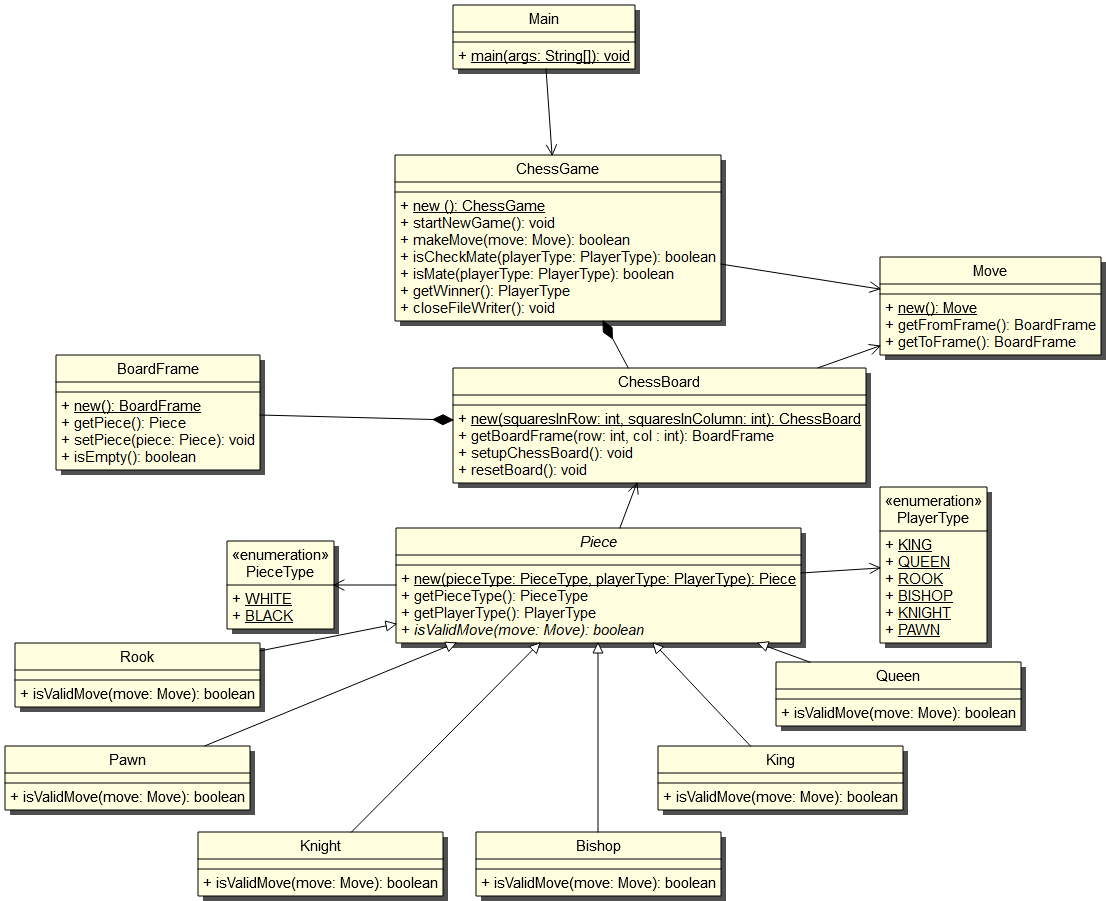 Main
+ main(args: String[]): void
ChessGame
+ new (): ChessGame
+ startNewGame(): void
+ makeMove(move: Move): boolean
+ isCheckMate(playerType: PlayerType): boolean
+ isMate(playerType: PlayerType): boolean
+ getWinner(): PlayerType
+ closeFileWriter(): void
Move
+ new(): Move
+ getFromFrame(): BoardFrame
+ getToFrame(): BoardFrame
BoardFrame
+ new(): BoardFrame
+ getPiece(): Piece
+ setPiece(piece: Piece): void
+ isEmpty(): boolean
ChessBoard
+ new(squaresInRow: int, squaresInColumn: int): ChessBoard
+ getBoardFrame(row: int, col : int): BoardFrame
+ setupChessBoard(): void
+ resetBoard(): void
«enumeration»
PlayerType
+ KING
+ QUEEN
+ ROOK
+ BISHOP
+ KNIGHT
+ PAWN
«enumeration»
PieceType
+ WHITE
+ BLACK
Piece
+ new(pieceType: PieceType, playerType: PlayerType): Piece
+ getPieceType(): PieceType
+ getPlayerType(): PlayerType
+ isValidMove(move: Move): boolean
Rook
+ isValidMove(move: Move): boolean
Queen
+ isValidMove(move: Move): boolean
Pawn
+ isValidMove(move: Move): boolean
King
+ isValidMove(move: Move): boolean
Knight
+ isValidMove(move: Move): boolean
Bishop
+ isValidMove(move: Move): boolean